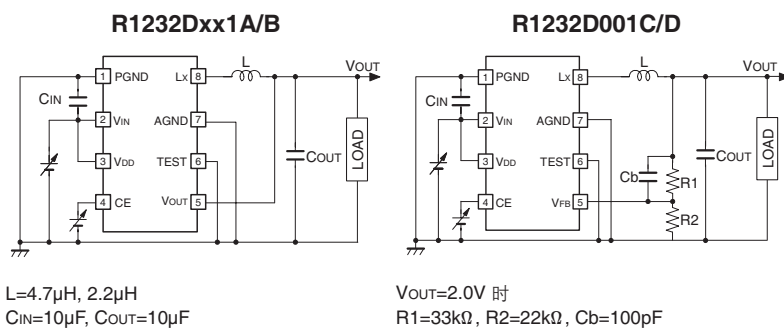 R1232Dxx1A/B
1 PGND
Lx 8
L
VOUT
CIN
2 VIN
AGND 7
3 VDD
TEST 6
COUT
LOAD
4 CE
VOUT 5
L=4.7µH, 2.2µH
CIN=10µF, COUT=10µF
R1232D001C/D
1 PGND
Lx 8
L
VOUT
CIN
2 VIN
AGND 7
3 VDD
TEST 6
Cb
R1
COUT
LOAD
4 CE
VFB 5
R2
VOUT=2.0V 时
R1=33kΩ, R2=22kΩ, Cb=100pF